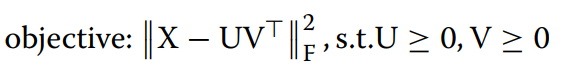 objective: ‖X − UV⊤‖²_F, s.t.U ≥ 0, V ≥ 0